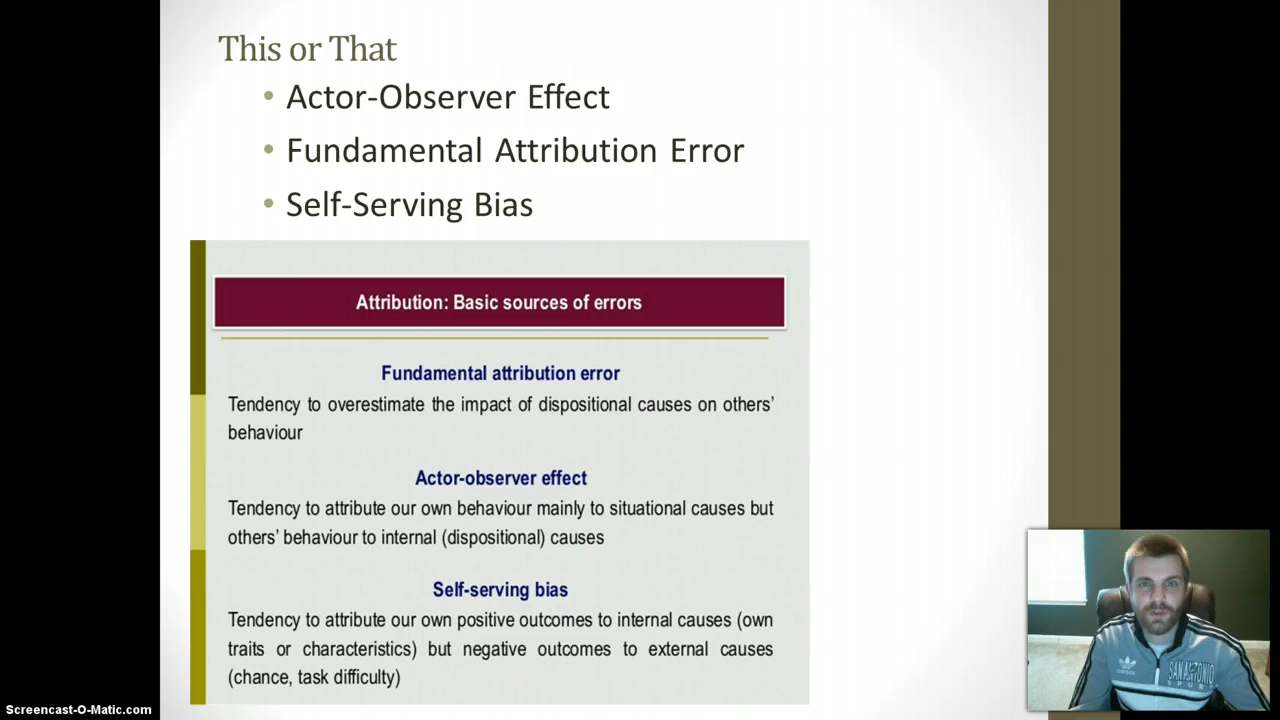 This or That
• Actor-Observer Effect
• Fundamental Attribution Error
• Self-Serving Bias
Attribution: Basic sources of errors
Fundamental attribution error
Tendency to overestimate the impact of dispositional causes on others’
behaviour
Actor-observer effect
Tendency to attribute our own behaviour mainly to situational causes but
others’ behaviour to internal (dispositional) causes
Self-serving bias
Tendency to attribute our own positive outcomes to internal causes (own
traits or characteristics) but negative outcomes to external causes
(chance, task difficulty)
adidas
SAN ANTONIO
SPURS
Screencast-O-Matic.com